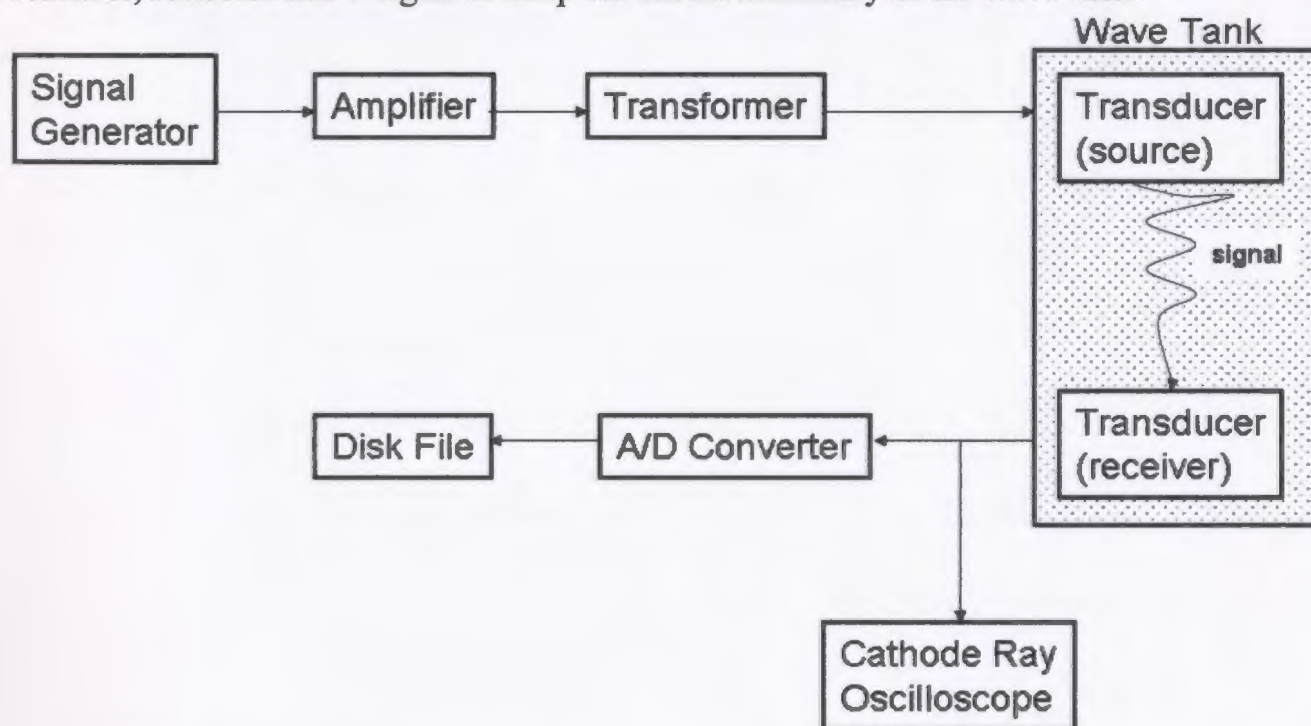 Wave Tank
Signal
Generator
Amplifier
Transformer
Transducer
(source)
signal
Disk File
A/D Converter
Transducer
(receiver)
Cathode Ray
Oscilloscope